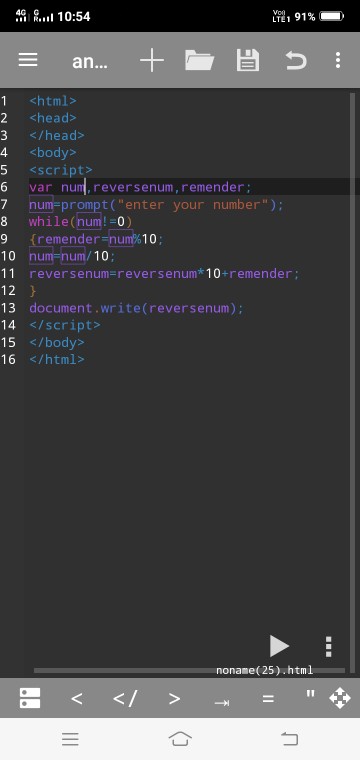 4G G R 10:54 Voi) LTE1 91%
an...
1 <html>
2 <head>
3 </head>
4 <body>
5 <script>
6 var num,reversenum,remender;
7 num=prompt("enter your number");
8 while(num!=0)
9 {remender=num%10;
10 num=num/10;
11 reversenum=reversenum*10+remender;
12 }
13 document.write(reversenum);
14 </script>
15 </body>
16 </html>
noname(25).html
< </ > = "